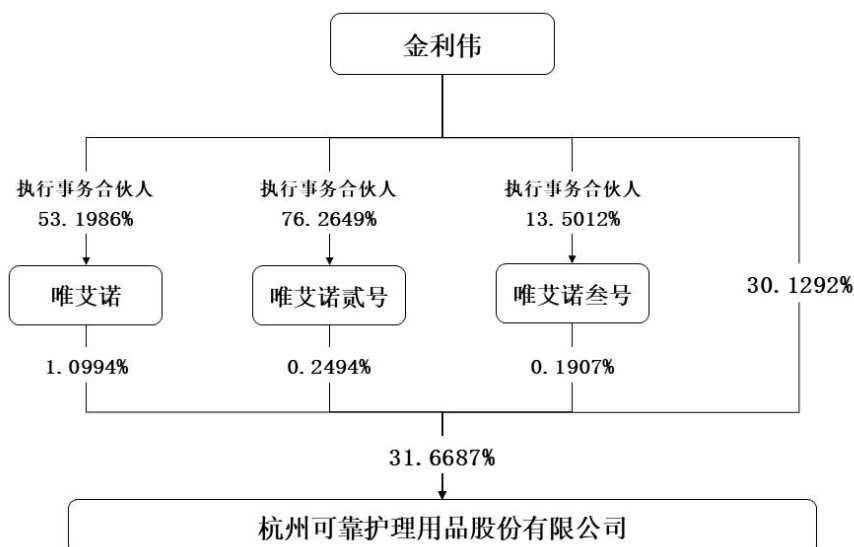 金利伟
执行事务合伙人 执行事务合伙人 执行事务合伙人
53.1986% 76.2649% 13.5012%
唯艾诺 唯艾诺贰号 唯艾诺叁号 30.1292%
1.0994% 0.2494% 0.1907%
31.6687%
杭州可靠护理用品股份有限公司